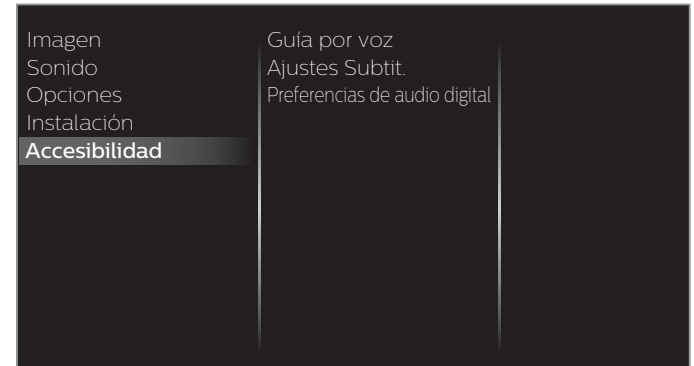 Imagen
Sonido
Opciones
Instalación
Accesibilidad
Guía por voz
Ajustes Subtit.
Preferencias de audio digital